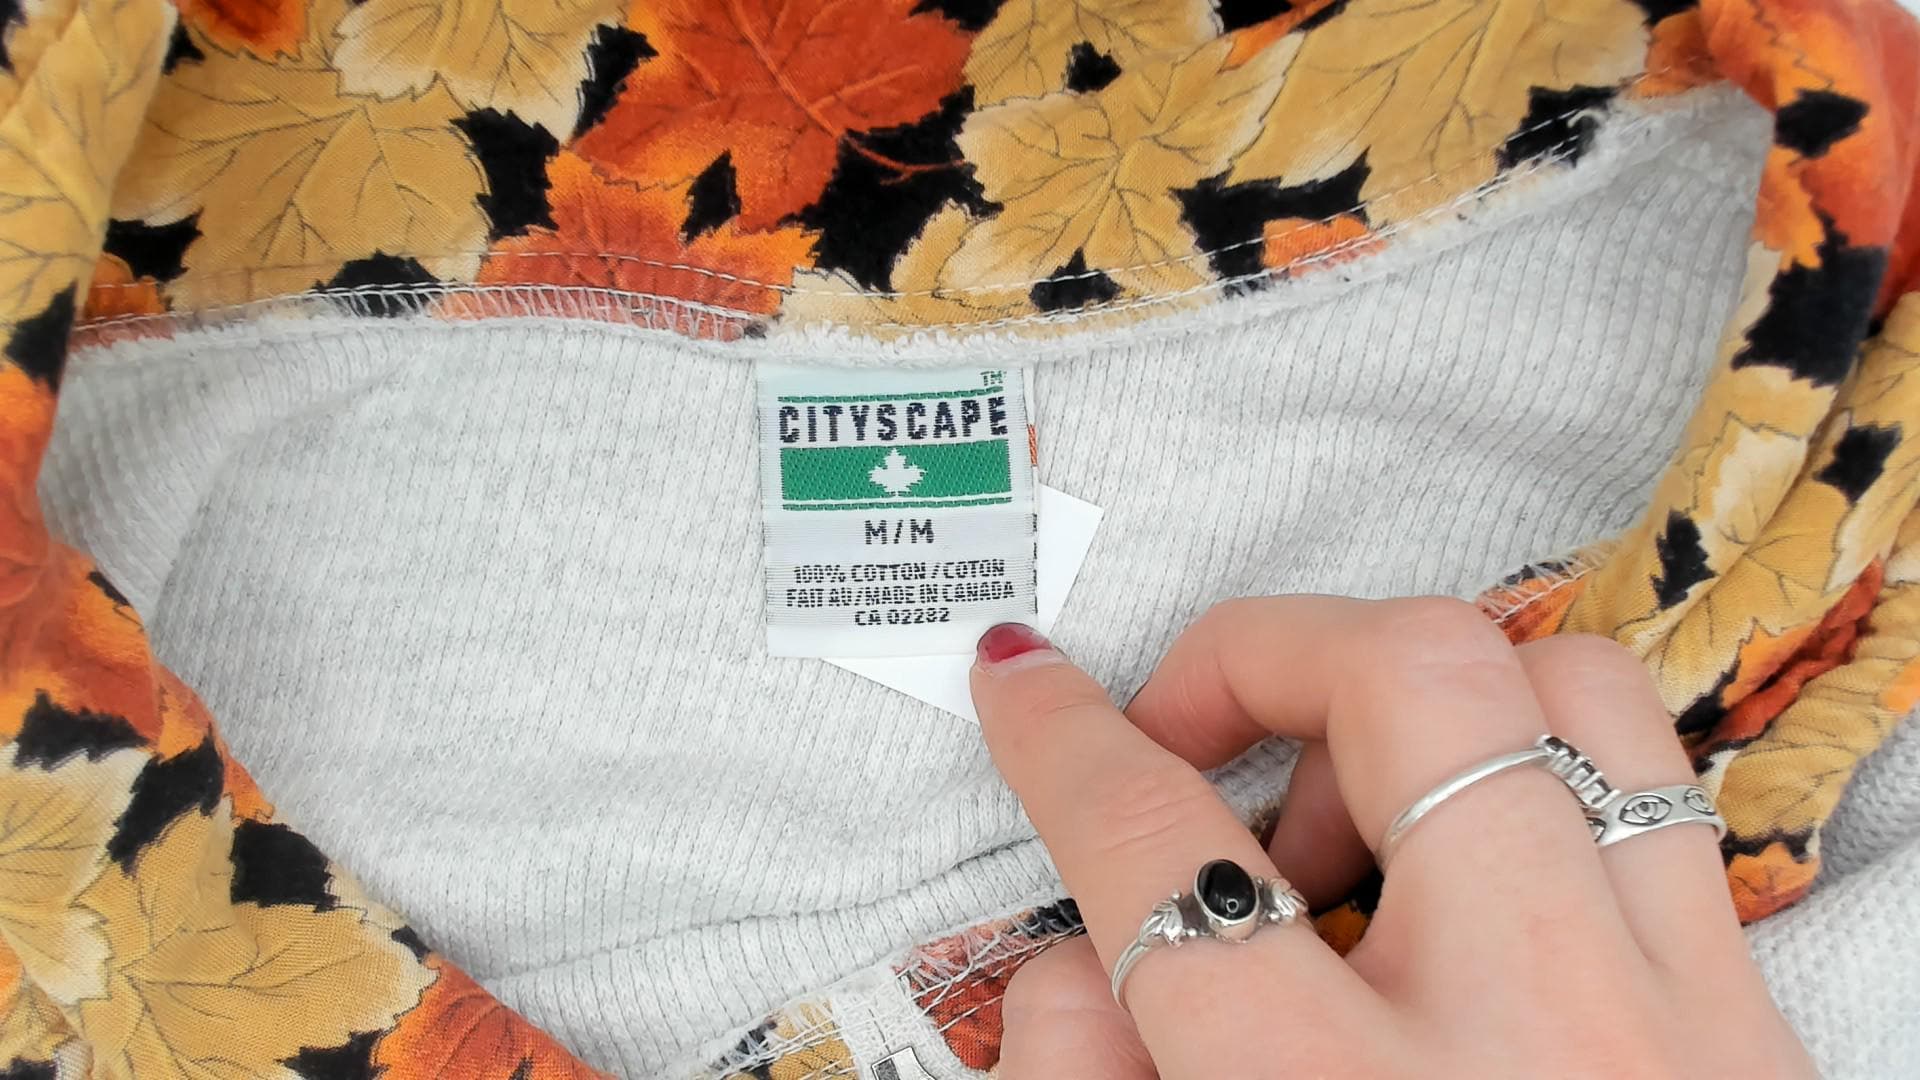 TM
CITYSCAPE
M/M
100% COTTON / COTON
FAIT AU/MADE IN CANADA
CA 02282